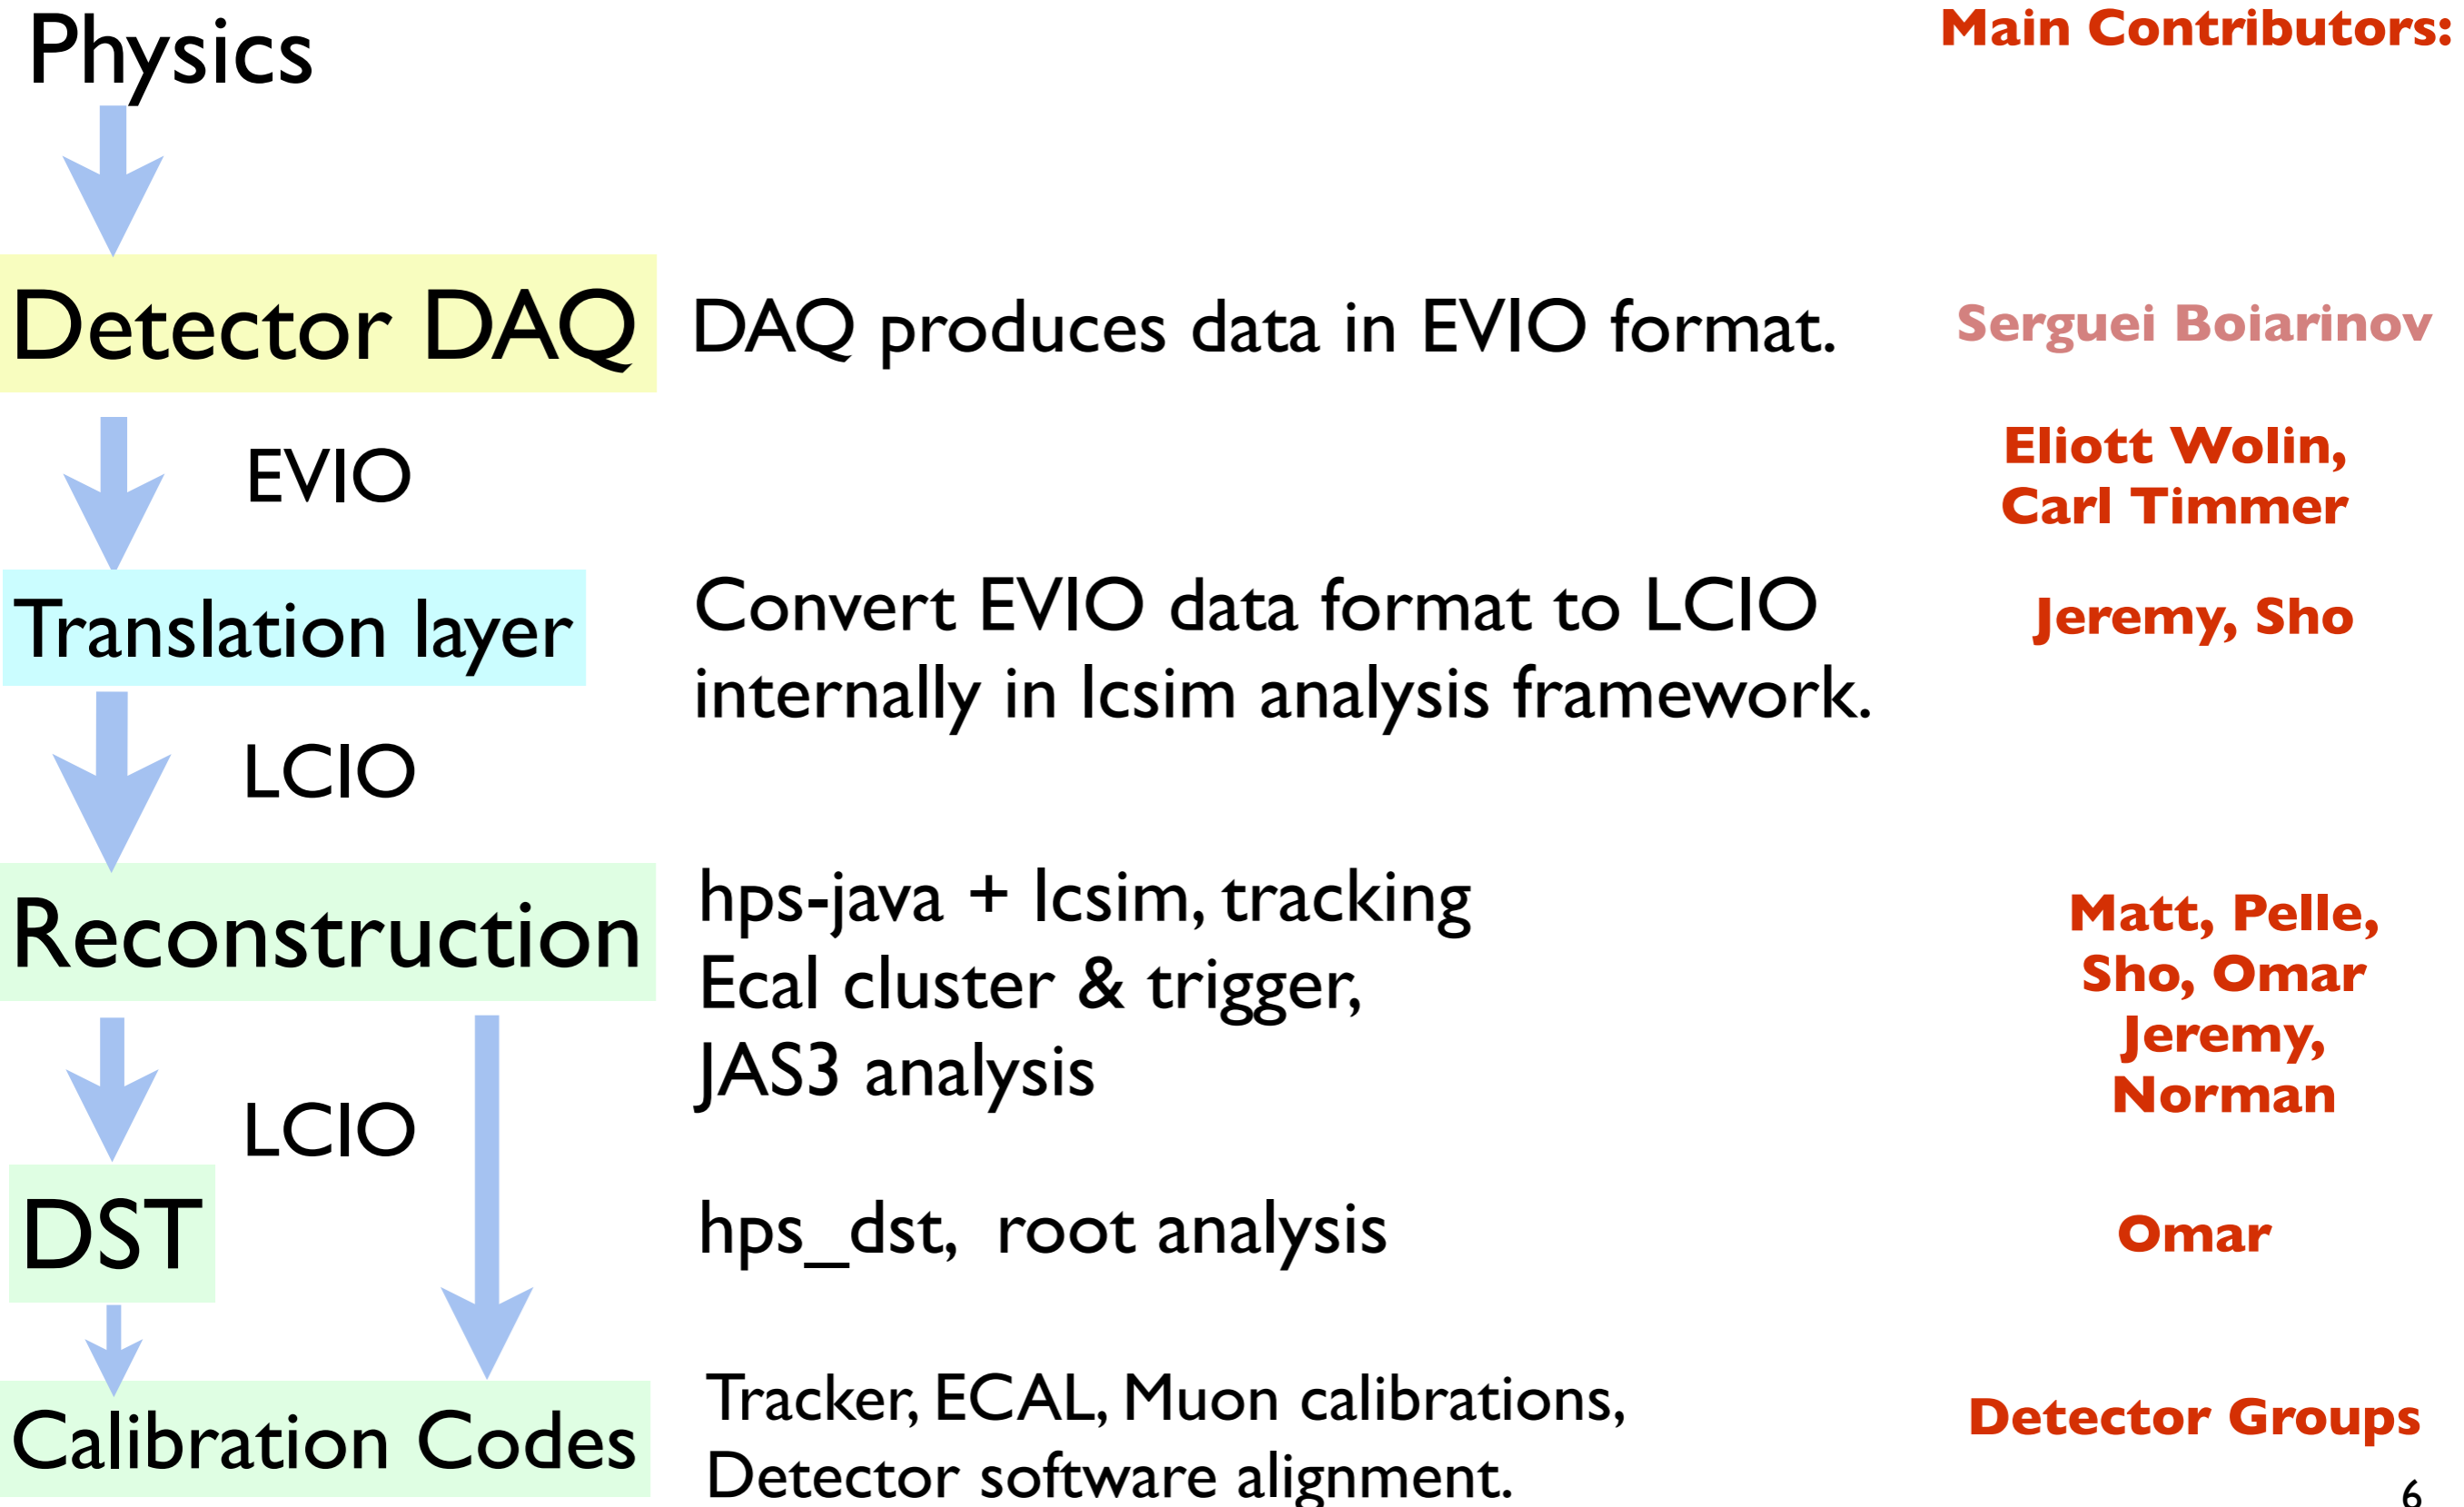 Physics
Main Contributors:
Detector DAQ
DAQ produces data in EVIO format.
Serguei Boiarinov
EVIO
Eliott Wolin,
Carl Timmer
Translation layer
Convert EVIO data format to LCIO
internally in lcsim analysis framework.
Jeremy, Sho
LCIO
Reconstruction
hps-java + lcsim, tracking
Ecal cluster & trigger,
JAS3 analysis
Matt, Pelle,
Sho, Omar
Jeremy,
Norman
LCIO
DST
hps_dst, root analysis
Omar
Calibration Codes
Tracker, ECAL, Muon calibrations,
Detector software alignment.
Detector Groups
6